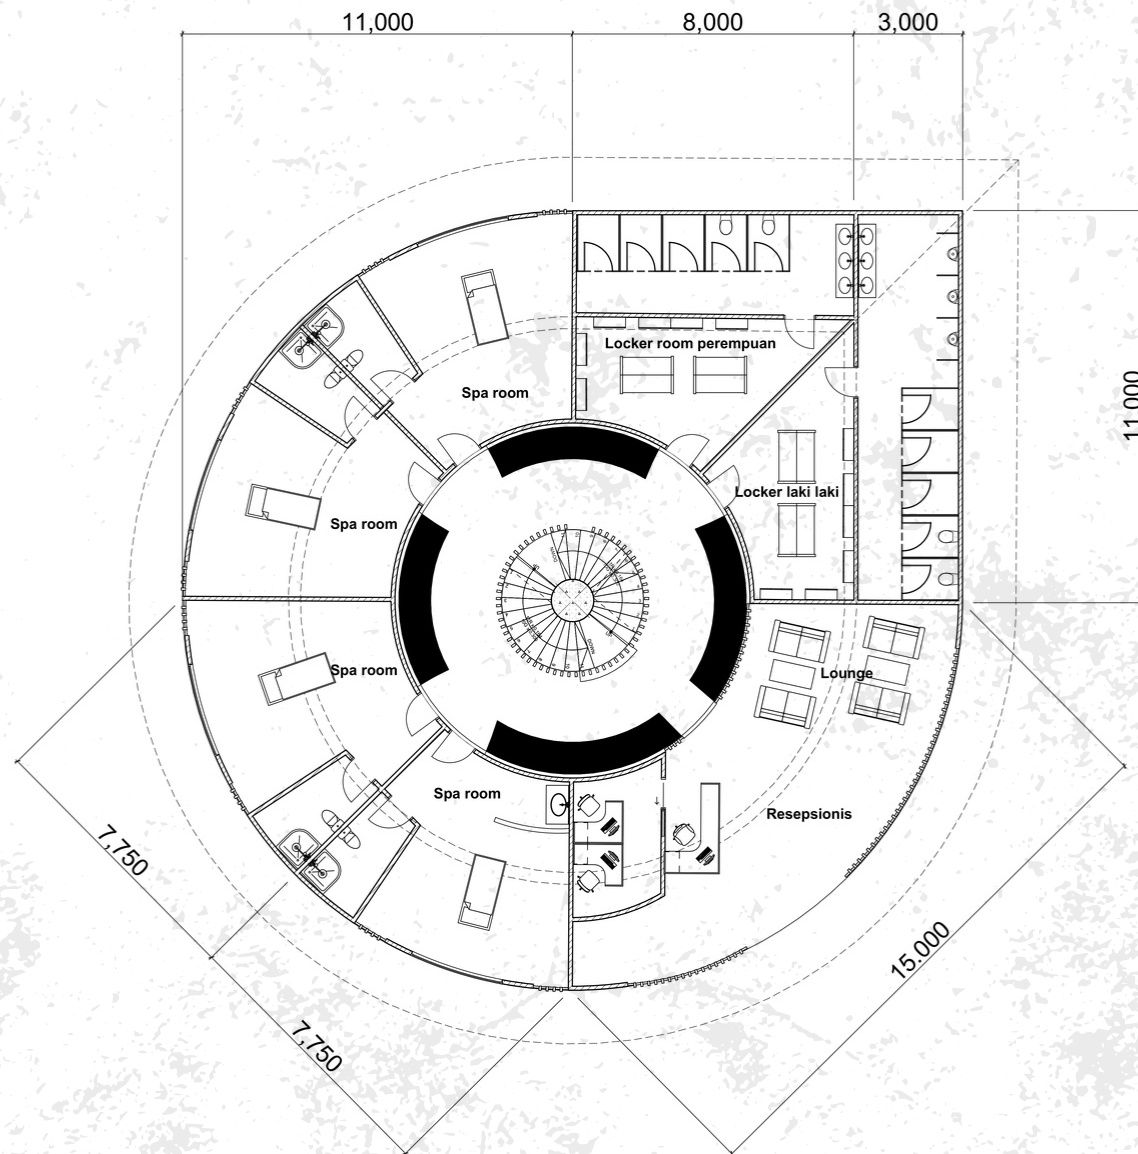 11,000
8,000
3,000
Locker room perempuan
Spa room
11.000
Locker laki laki
Spa room
Spa room
Lounge
Spa room
Resepsionis
7,750
15.000
7,750